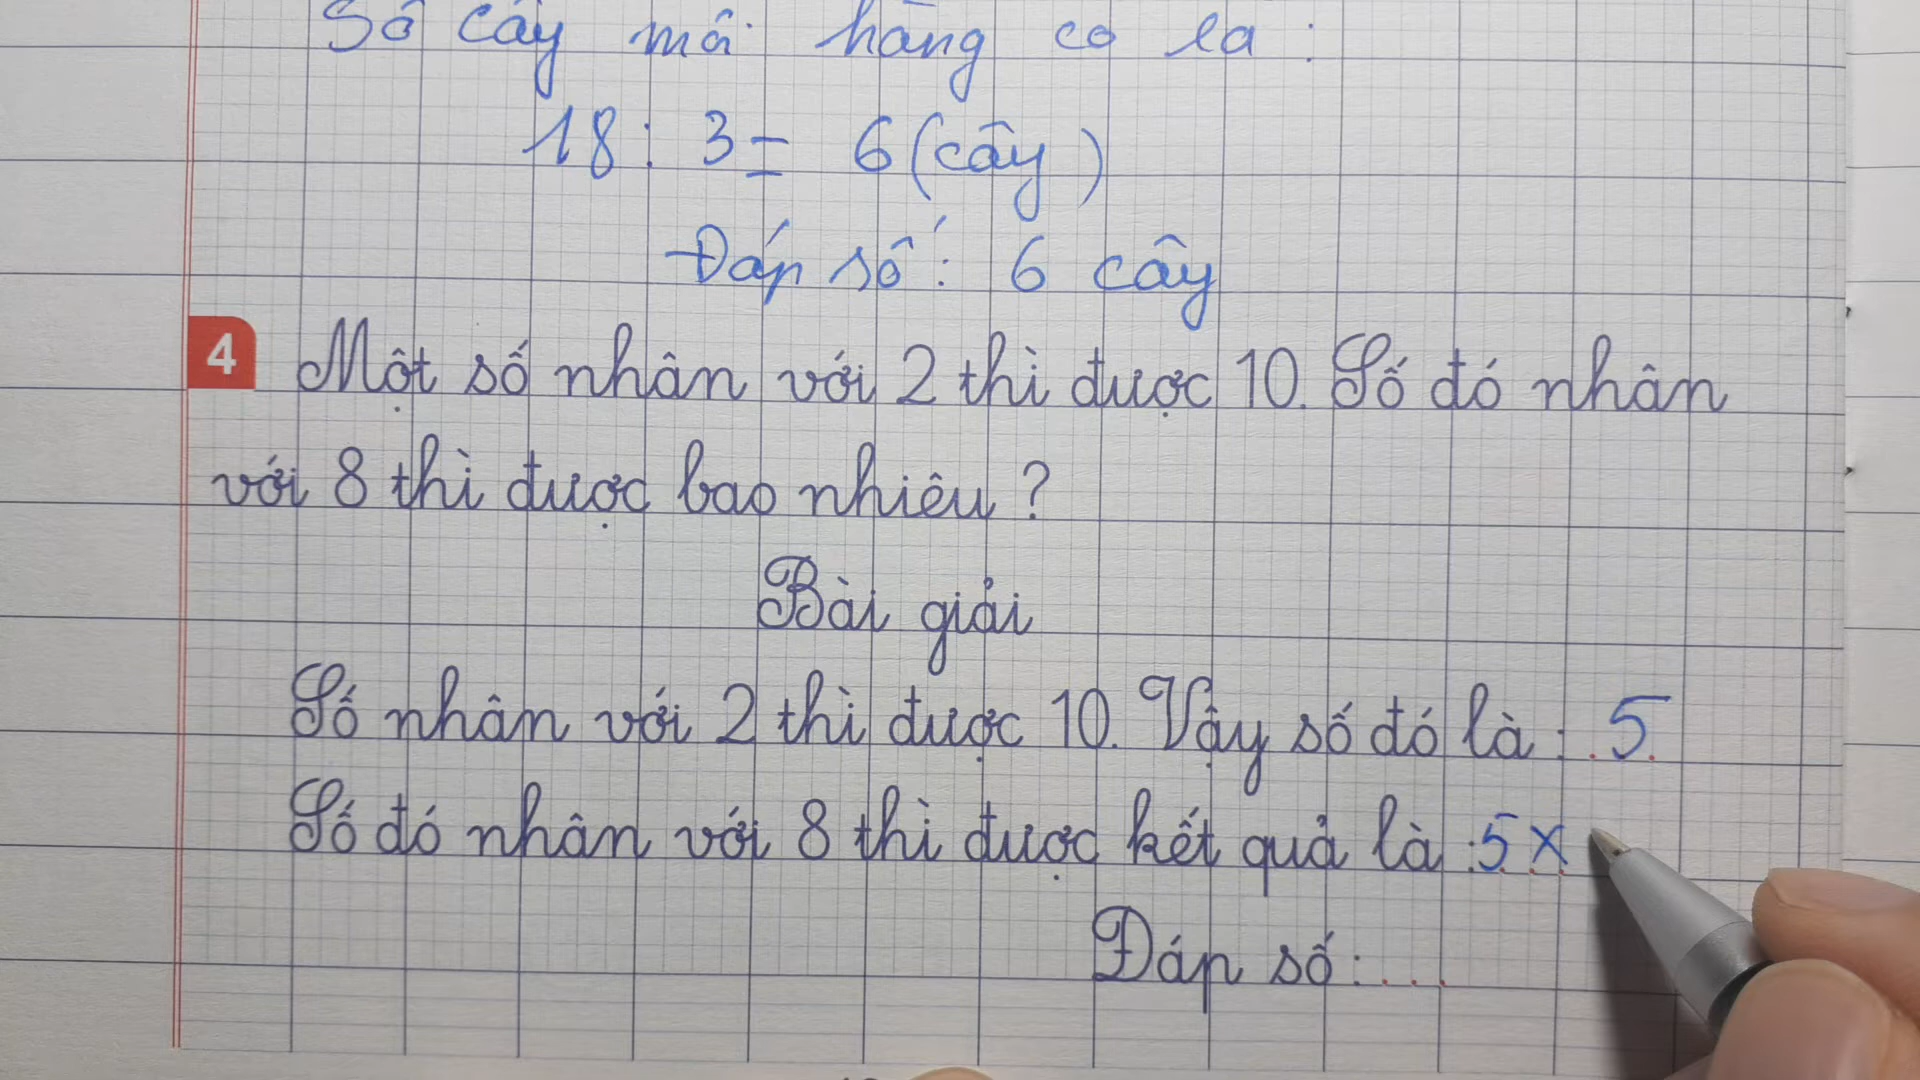 Số cây mỗi hàng có là :
18 : 3 = 6 (cây)
Đáp số : 6 cây
4 Một số nhân với 2 thì được 10. Số đó nhân
với 8 thì được bao nhiêu ?
Bài giải
Số nhân với 2 thì được 10. Vậy số đó là : 5
Số đó nhân với 8 thì được kết quả là : 5 x
Đáp số : ...